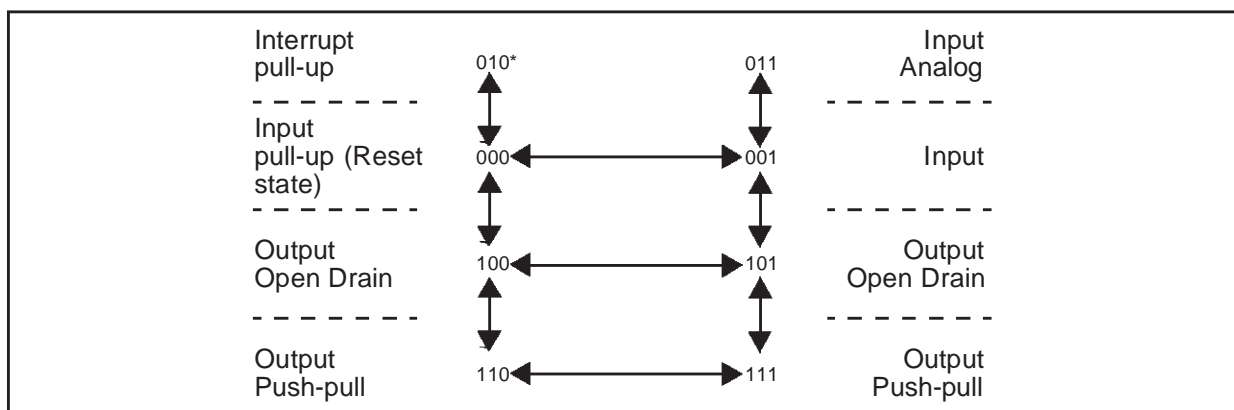 Interrupt
pull-up
010*
011
Input
Analog
Input
pull-up (Reset
state)
000
001
Input
Output
Open Drain
100
101
Output
Open Drain
Output
Push-pull
110
111
Output
Push-pull